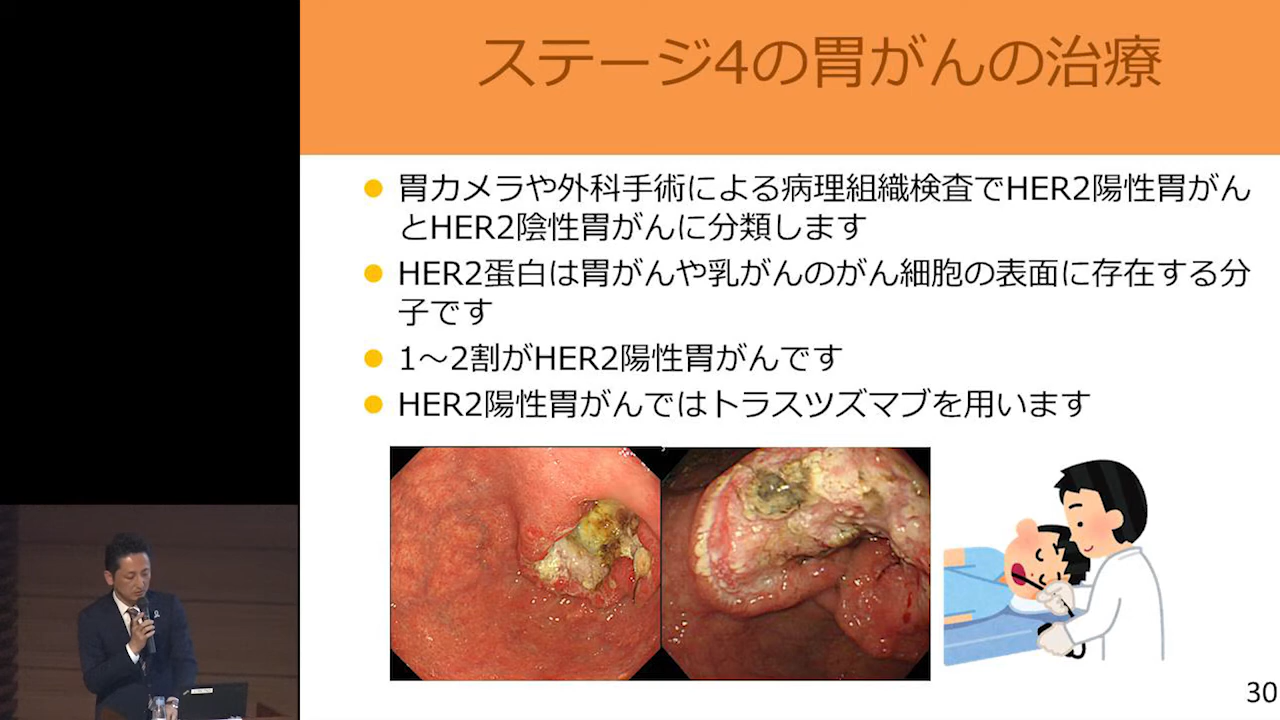 ステージ4の胃がんの治療
胃カメラや外科手術による病理組織検査でHER2陽性胃がん
とHER2陰性胃がんに分類します
HER2蛋白は胃がんや乳がんのがん細胞の表面に存在する分
子です
1～2割がHER2陽性胃がんです
HER2陽性胃がんではトラスツズマブを用います
30